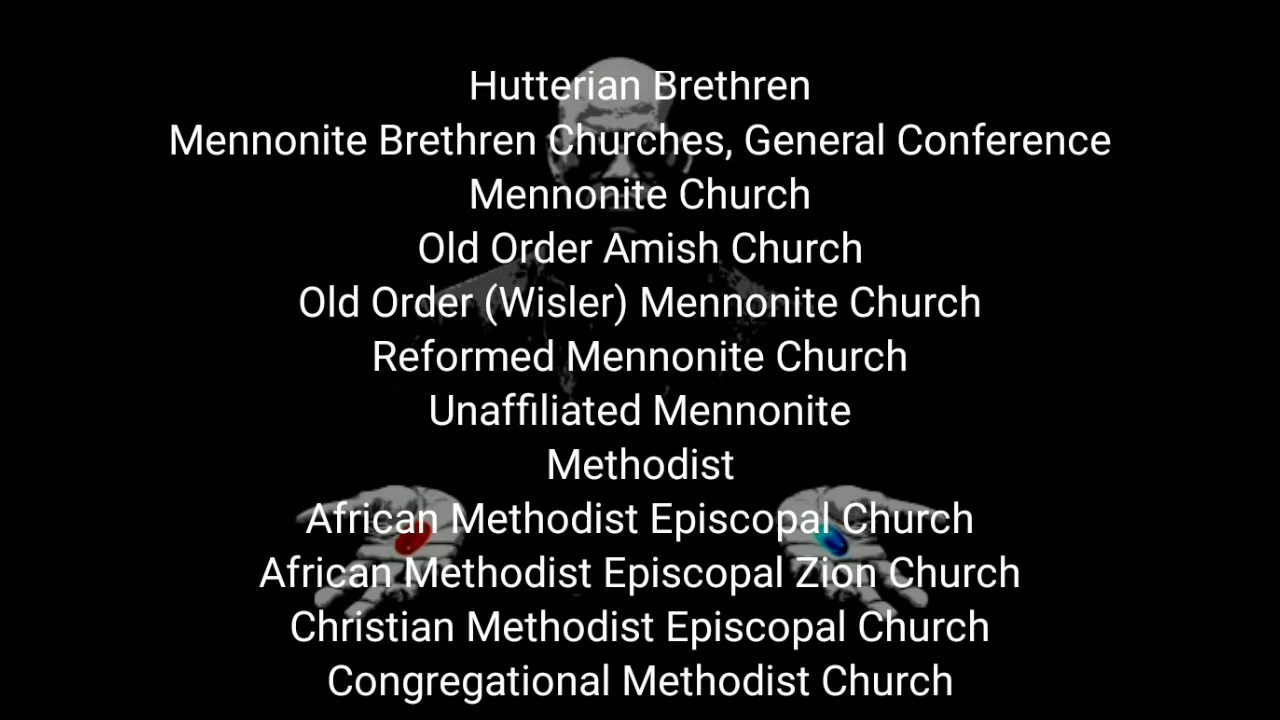 Hutterian Brethren
Mennonite Brethren Churches, General Conference
Mennonite Church
Old Order Amish Church
Old Order (Wisler) Mennonite Church
Reformed Mennonite Church
Unaffiliated Mennonite
Methodist
African Methodist Episcopal Church
African Methodist Episcopal Zion Church
Christian Methodist Episcopal Church
Congregational Methodist Church